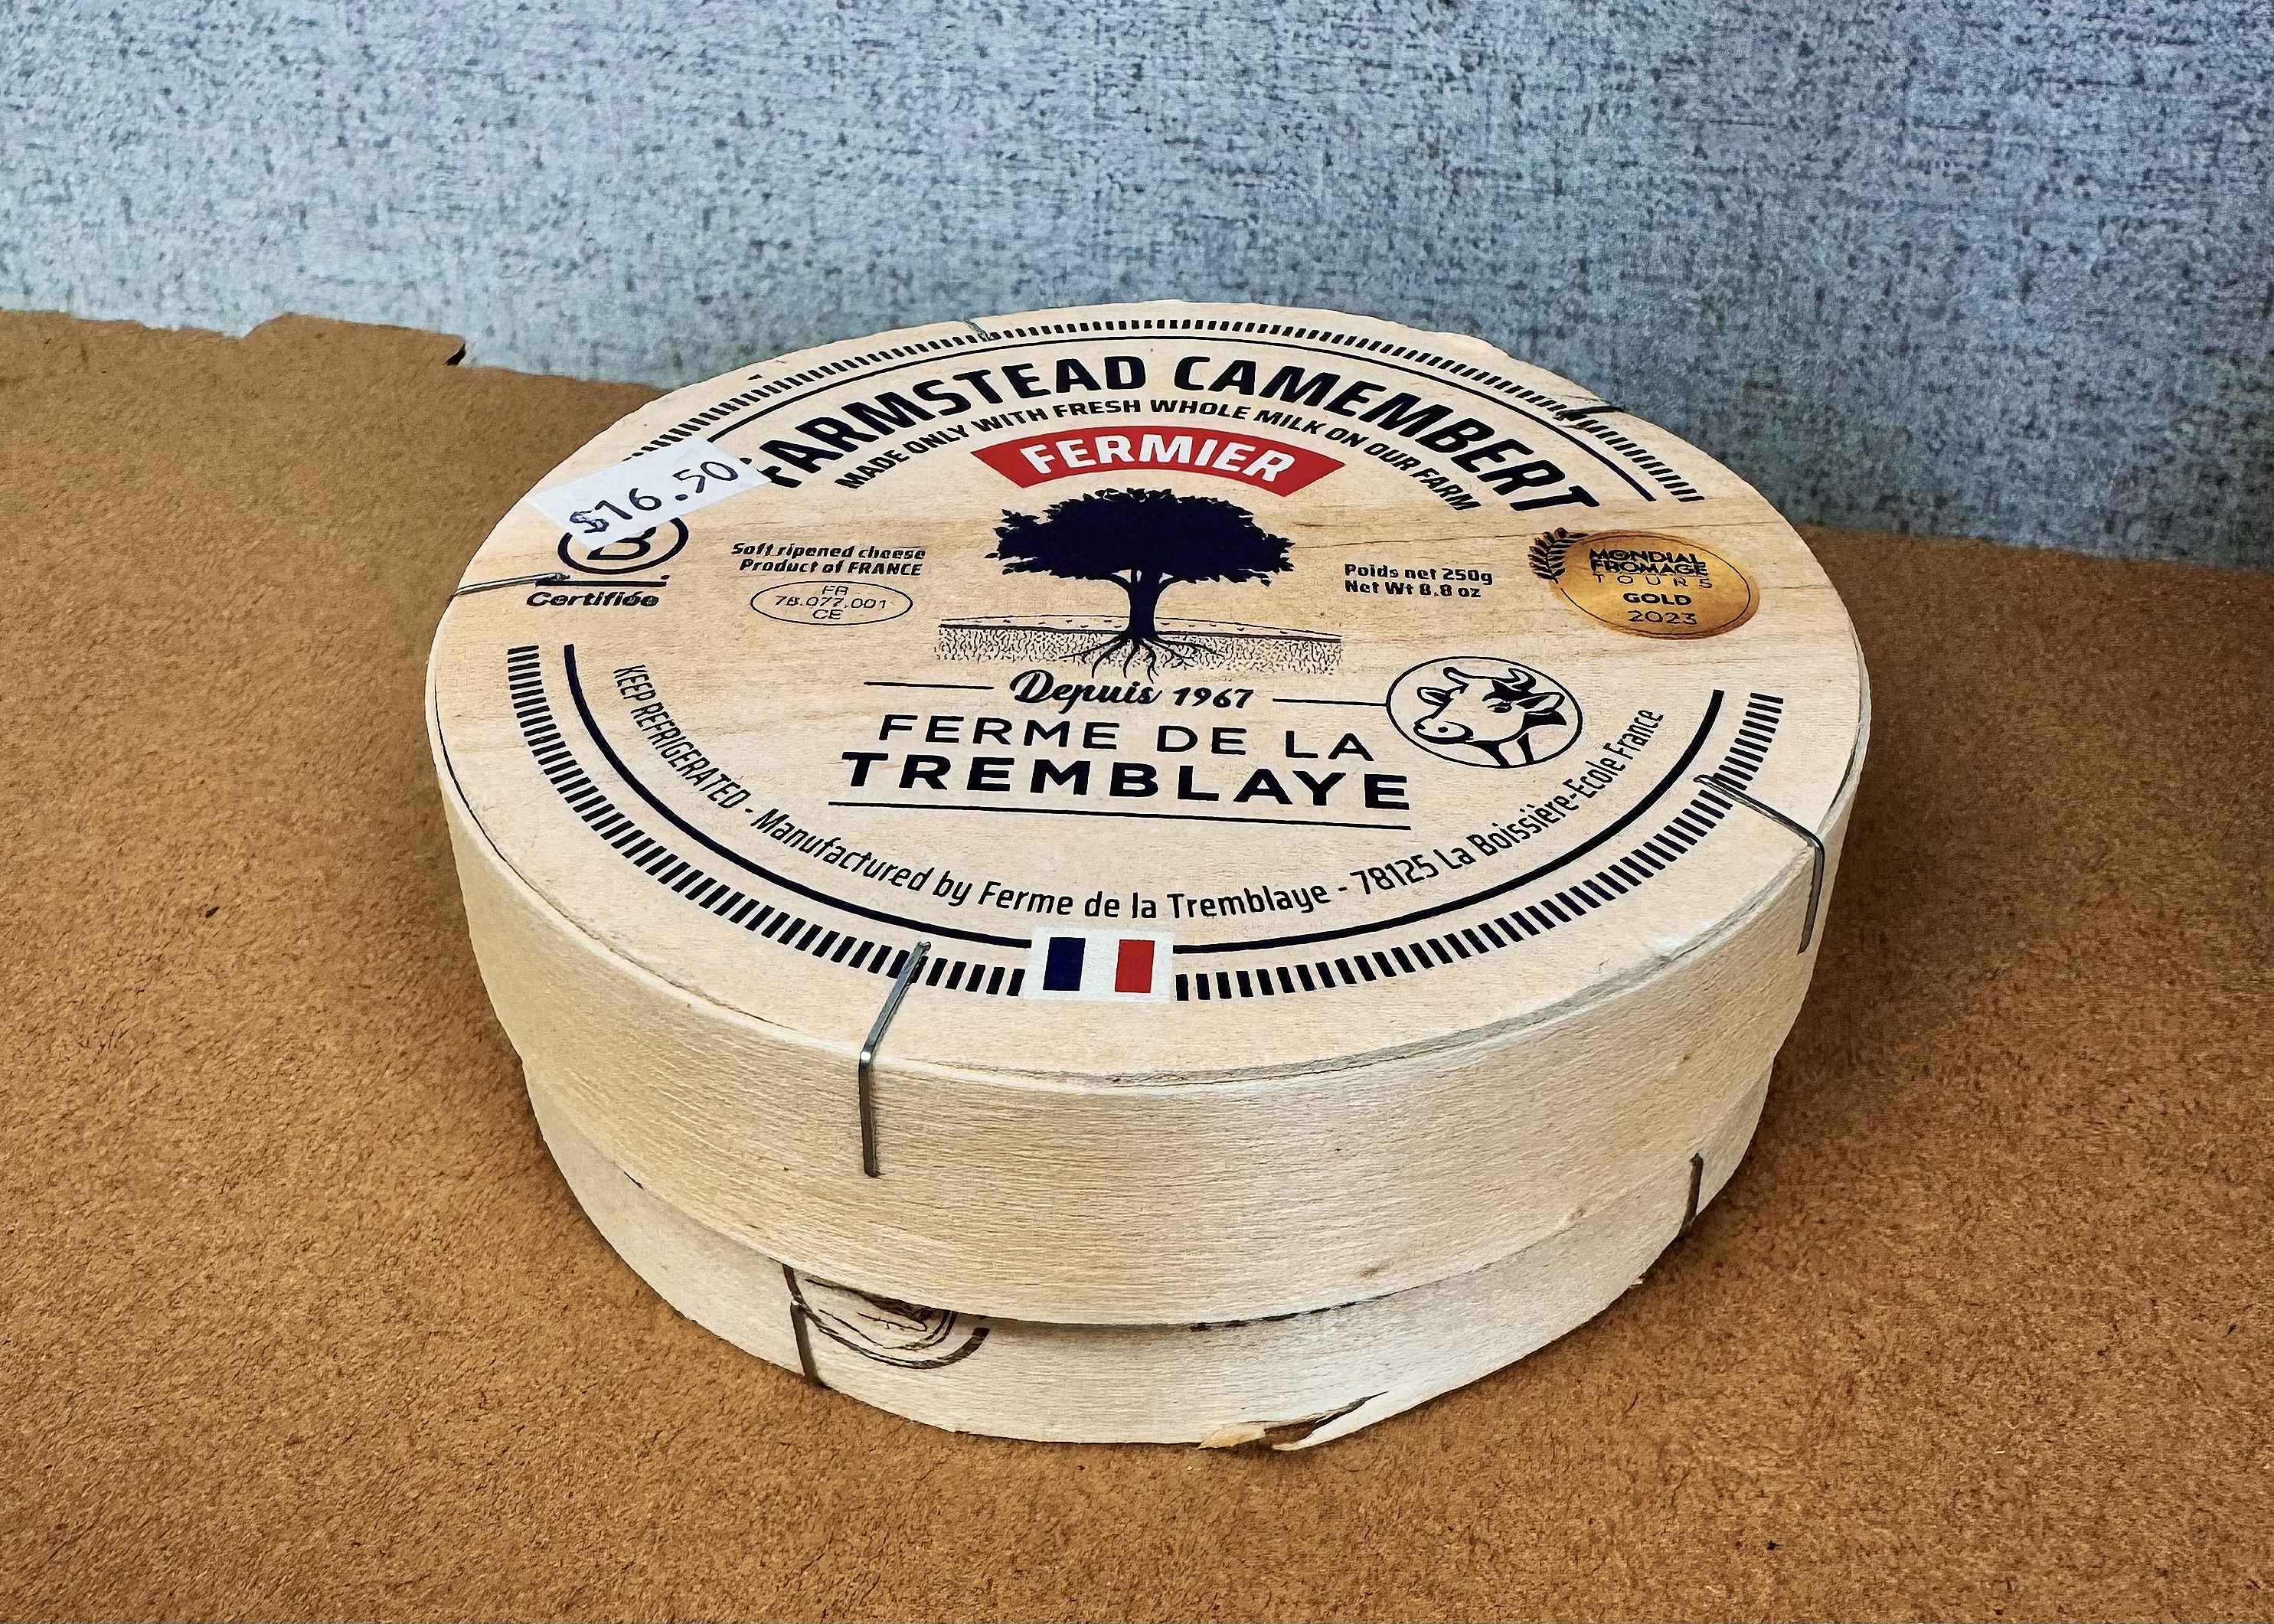 FARMSTEAD CAMEMBERT
MADE ONLY WITH FRESH WHOLE MILK ON OUR FARM
FERMIER
$16.50
B
Certifiée
Soft ripened cheese
Product of FRANCE
FR
78.077.001
CE
Poids net 250g
Net Wt 8.8 oz
MONDIAL
FROMAGE
TOURS
GOLD
2023
Depuis 1967
FERME DE LA
TREMBLAYE
KEEP REFRIGERATED - Manufactured by Ferme de la Tremblaye - 78125 La Boissière-Ecole France